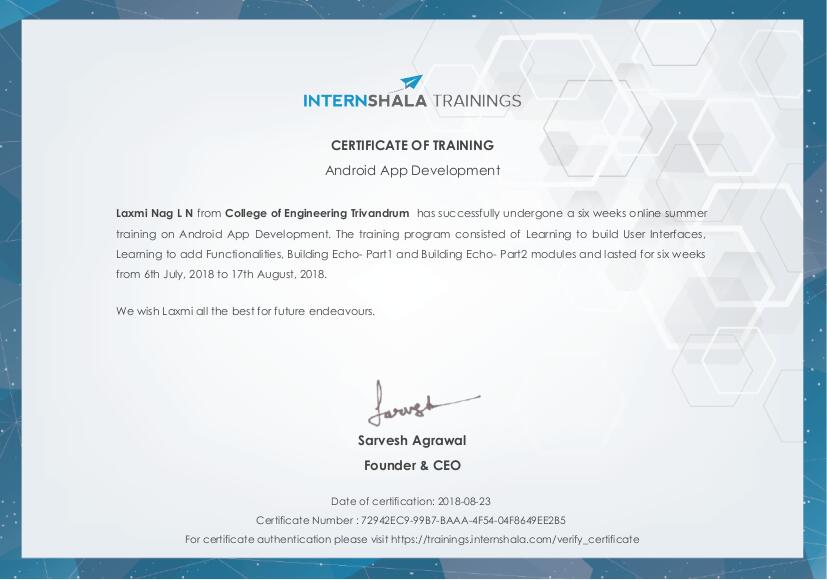 INTERNSHALA TRAININGS
CERTIFICATE OF TRAINING
Android App Development
Laxmi Nag L N from College of Engineering Trivandrum has successfully undergone a six weeks online summer
training on Android App Development. The training program consisted of Learning to build User Interfaces,
Learning to add Functionalities, Building Echo- Part1 and Building Echo- Part2 modules and lasted for six weeks
from 6th July, 2018 to 17th August, 2018.
We wish Laxmi all the best for future endeavours.
Sarvesh
Sarvesh Agrawal
Founder & CEO
Date of certification: 2018-08-23
Certificate Number : 72942EC9-99B7-BAAA-4F54-04F8649EE2B5
For certificate authentication please visit https://trainings.internshala.com/verify_certificate